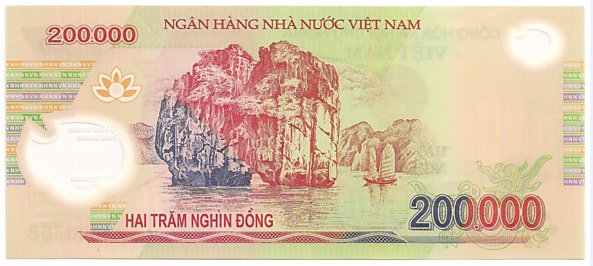 NGÂN HÀNG NHÀ NƯỚC VIỆT NAM
200.000
HAI TRĂM NGHÌN ĐỒNG
200.000